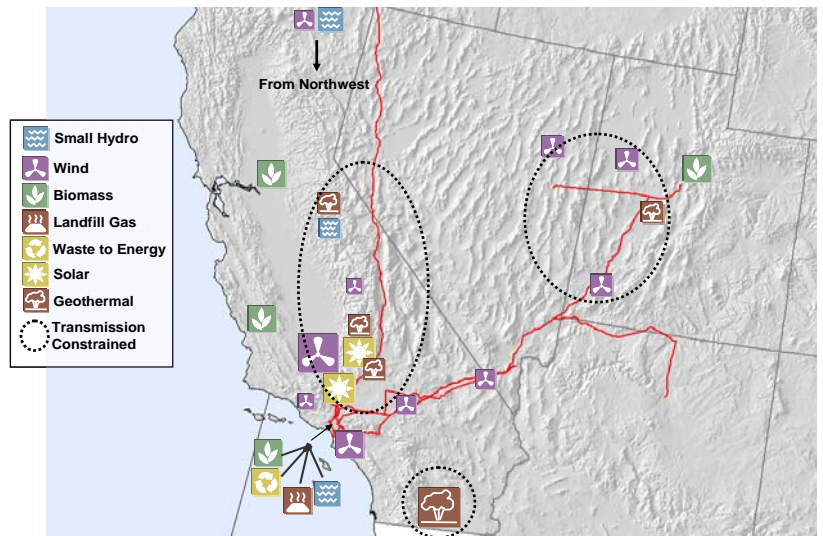 From Northwest
Small Hydro
Wind
Biomass
Landfill Gas
Waste to Energy
Solar
Geothermal
Transmission
Constrained